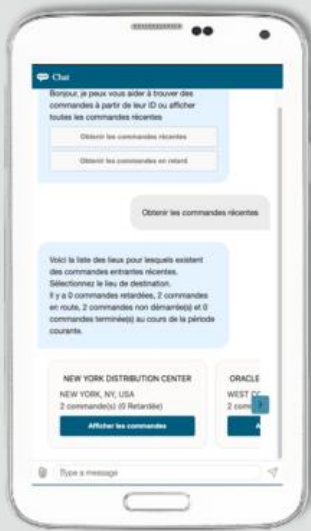 Chat
Bonjour, je peux vous aider à trouver des
commandes à partir de leur ID ou afficher
toutes les commandes récentes
Obtenir les commandes récentes
Obtenir les commandes en retard
Obtenir les commandes récentes
Voici la liste des lieux pour lesquels existent
des commandes entrantes récentes.
Sélectionnez le lieu de destination.
Il y a 0 commandes retardées, 2 commandes
en route, 2 commandes non démarrée(s) et 0
commandes terminée(s) au cours de la période
courante.
NEW YORK DISTRIBUTION CENTER
NEW YORK, NY, USA
2 commande(s) (0 Retardée)
Afficher les commandes
ORACLE
WEST
2 com
A
Type a message